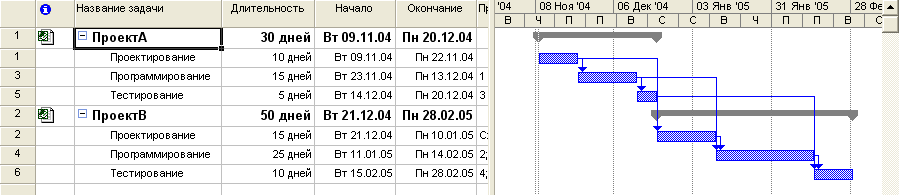 Название задачи Длительность Начало Окончание Пр
'04 08 Ноя '04 06 Дек '04 03 Янв '05 31 Янв '05 28 Фе
В Ч П П С В В С Ч П В
1 ПроектА 30 дней Вт 09.11.04 Пн 20.12.04
1 Проектирование 10 дней Вт 09.11.04 Пн 22.11.04
3 Программирование 15 дней Вт 23.11.04 Пн 13.12.04 1
5 Тестирование 5 дней Вт 14.12.04 Пн 20.12.04 3
2 ПроектВ 50 дней Вт 21.12.04 Пн 28.02.05
2 Проектирование 15 дней Вт 21.12.04 Пн 10.01.05 С:
4 Программирование 25 дней Вт 11.01.05 Пн 14.02.05 2;
6 Тестирование 10 дней Вт 15.02.05 Пн 28.02.05 4;